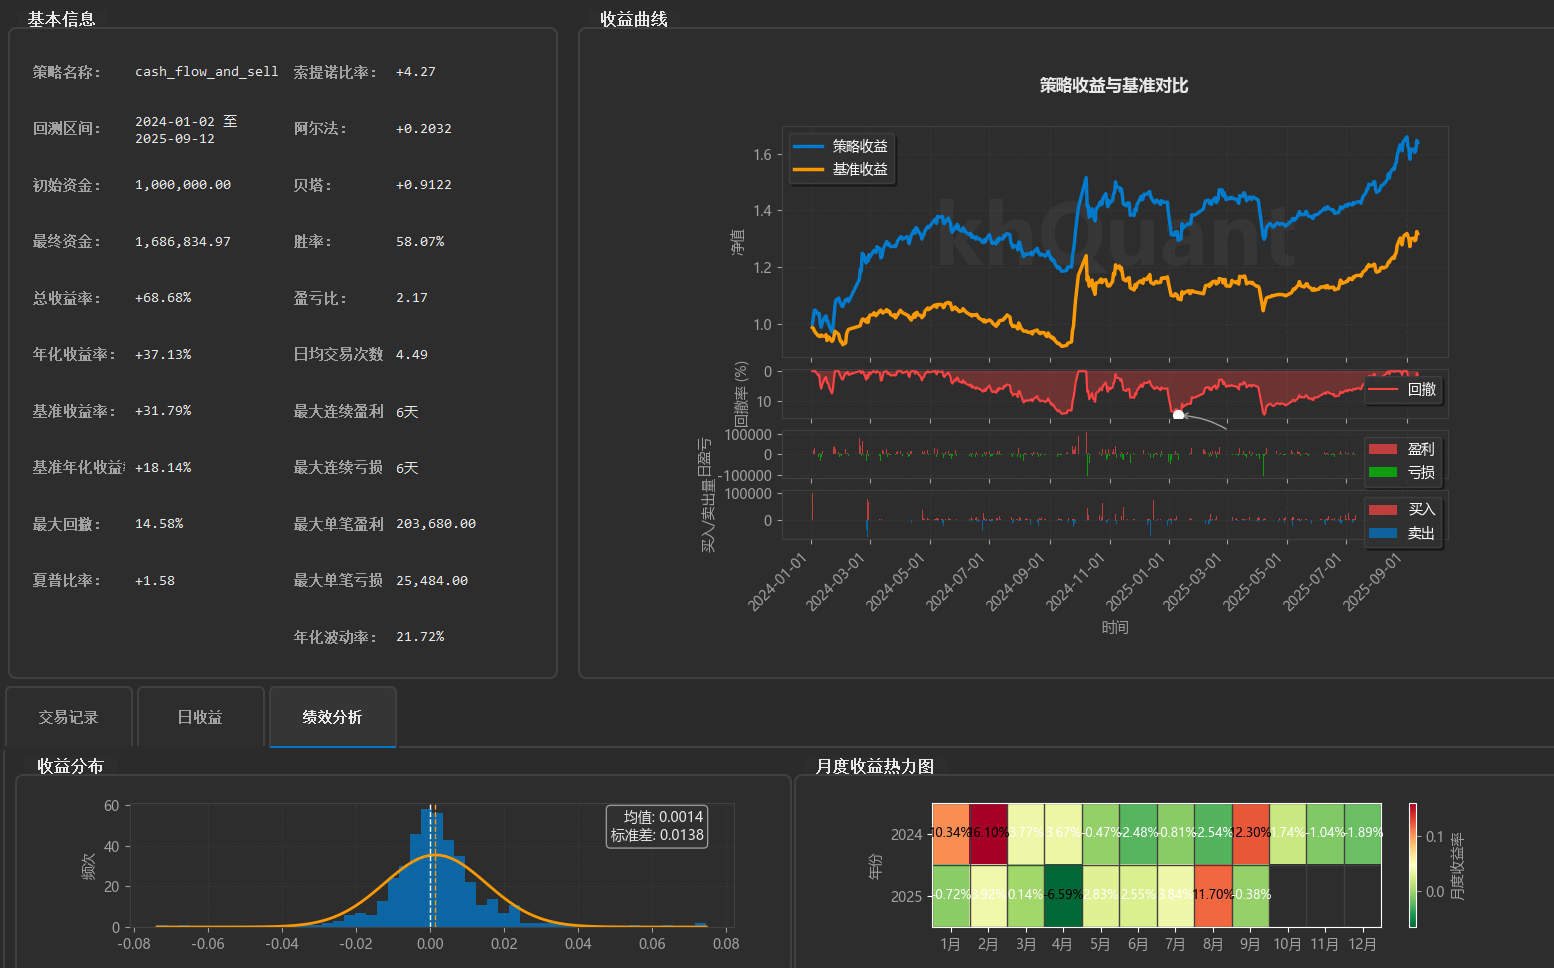 基本信息
策略名称: cash_flow_and_sell 索提诺比率: +4.27
回测区间: 2024-01-02 至 2025-09-12 阿尔法: +0.2032
初始资金: 1,000,000.00 贝塔: +0.9122
最终资金: 1,686,834.97 胜率: 58.07%
总收益率: +68.68% 盈亏比: 2.17
年化收益率: +37.13% 日均交易次数 4.49
基准收益率: +31.79% 最大连续盈利 6天
基准年化收益 +18.14% 最大连续亏损 6天
最大回撤: 14.58% 最大单笔盈利 203,680.00
夏普比率: +1.58 最大单笔亏损 25,484.00
年化波动率: 21.72%
收益曲线
策略收益与基准对比
策略收益
基准收益
khQuant
净值
1.6
1.4
1.2
1.0
回撤率 (%)
0
10
回撤
日盈亏
100000
0
-100000
盈利
亏损
买入/卖出量
100000
0
买入
卖出
2024-01-01 2024-03-01 2024-05-01 2024-07-01 2024-09-01 2024-11-01 2025-01-01 2025-03-01 2025-05-01 2025-07-01 2025-09-01
时间
交易记录 日收益 绩效分析
收益分布
均值: 0.0014
标准差: 0.0138
频次
60
40
20
0
-0.08 -0.06 -0.04 -0.02 0.00 0.02 0.04 0.06 0.08
月度收益热力图
年份
2024 10.34% 16.10% 3.77% 3.67% -0.47% -2.48% -0.81% -2.54% 12.30% 1.74% -1.04% -1.89%
2025 -0.72% 3.92% 0.14% -6.59% 2.83% 2.55% 3.84% 11.70% -0.38%
1月 2月 3月 4月 5月 6月 7月 8月 9月 10月 11月 12月
0.1
0.0
月度收益率